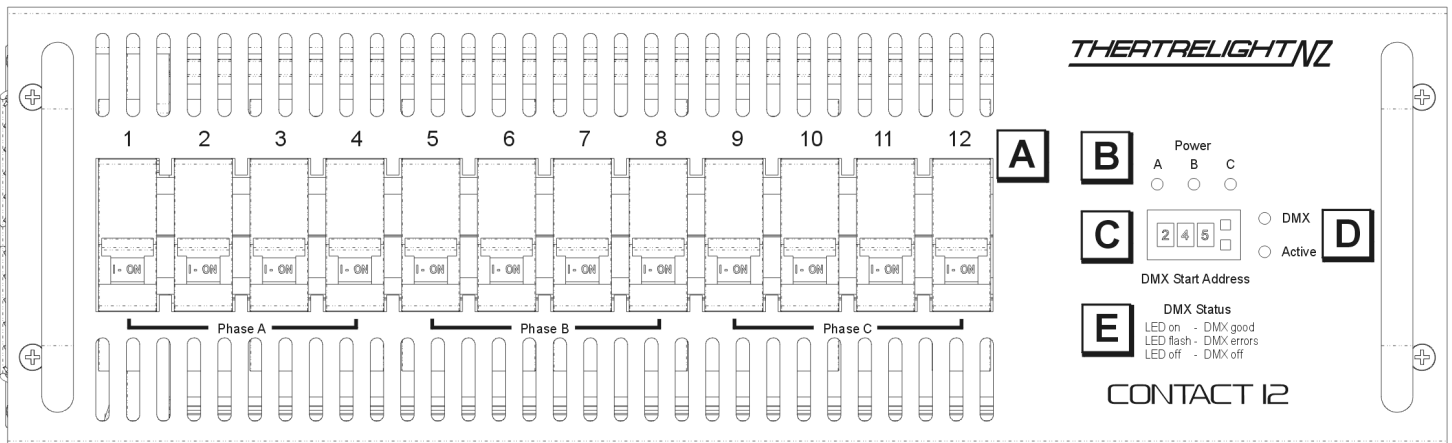 THEATRELIGHT NZ
1 2 3 4 5 6 7 8 9 10 11 12
A
B
Power
A B C
I - ON I - ON I - ON I - ON I - ON I - ON I - ON I - ON I - ON I - ON I - ON I - ON
C
2 4 5
DMX
Active
D
DMX Start Address
Phase A Phase B Phase C
E
DMX Status
LED on - DMX good
LED flash - DMX errors
LED off - DMX off
CONTACT 12